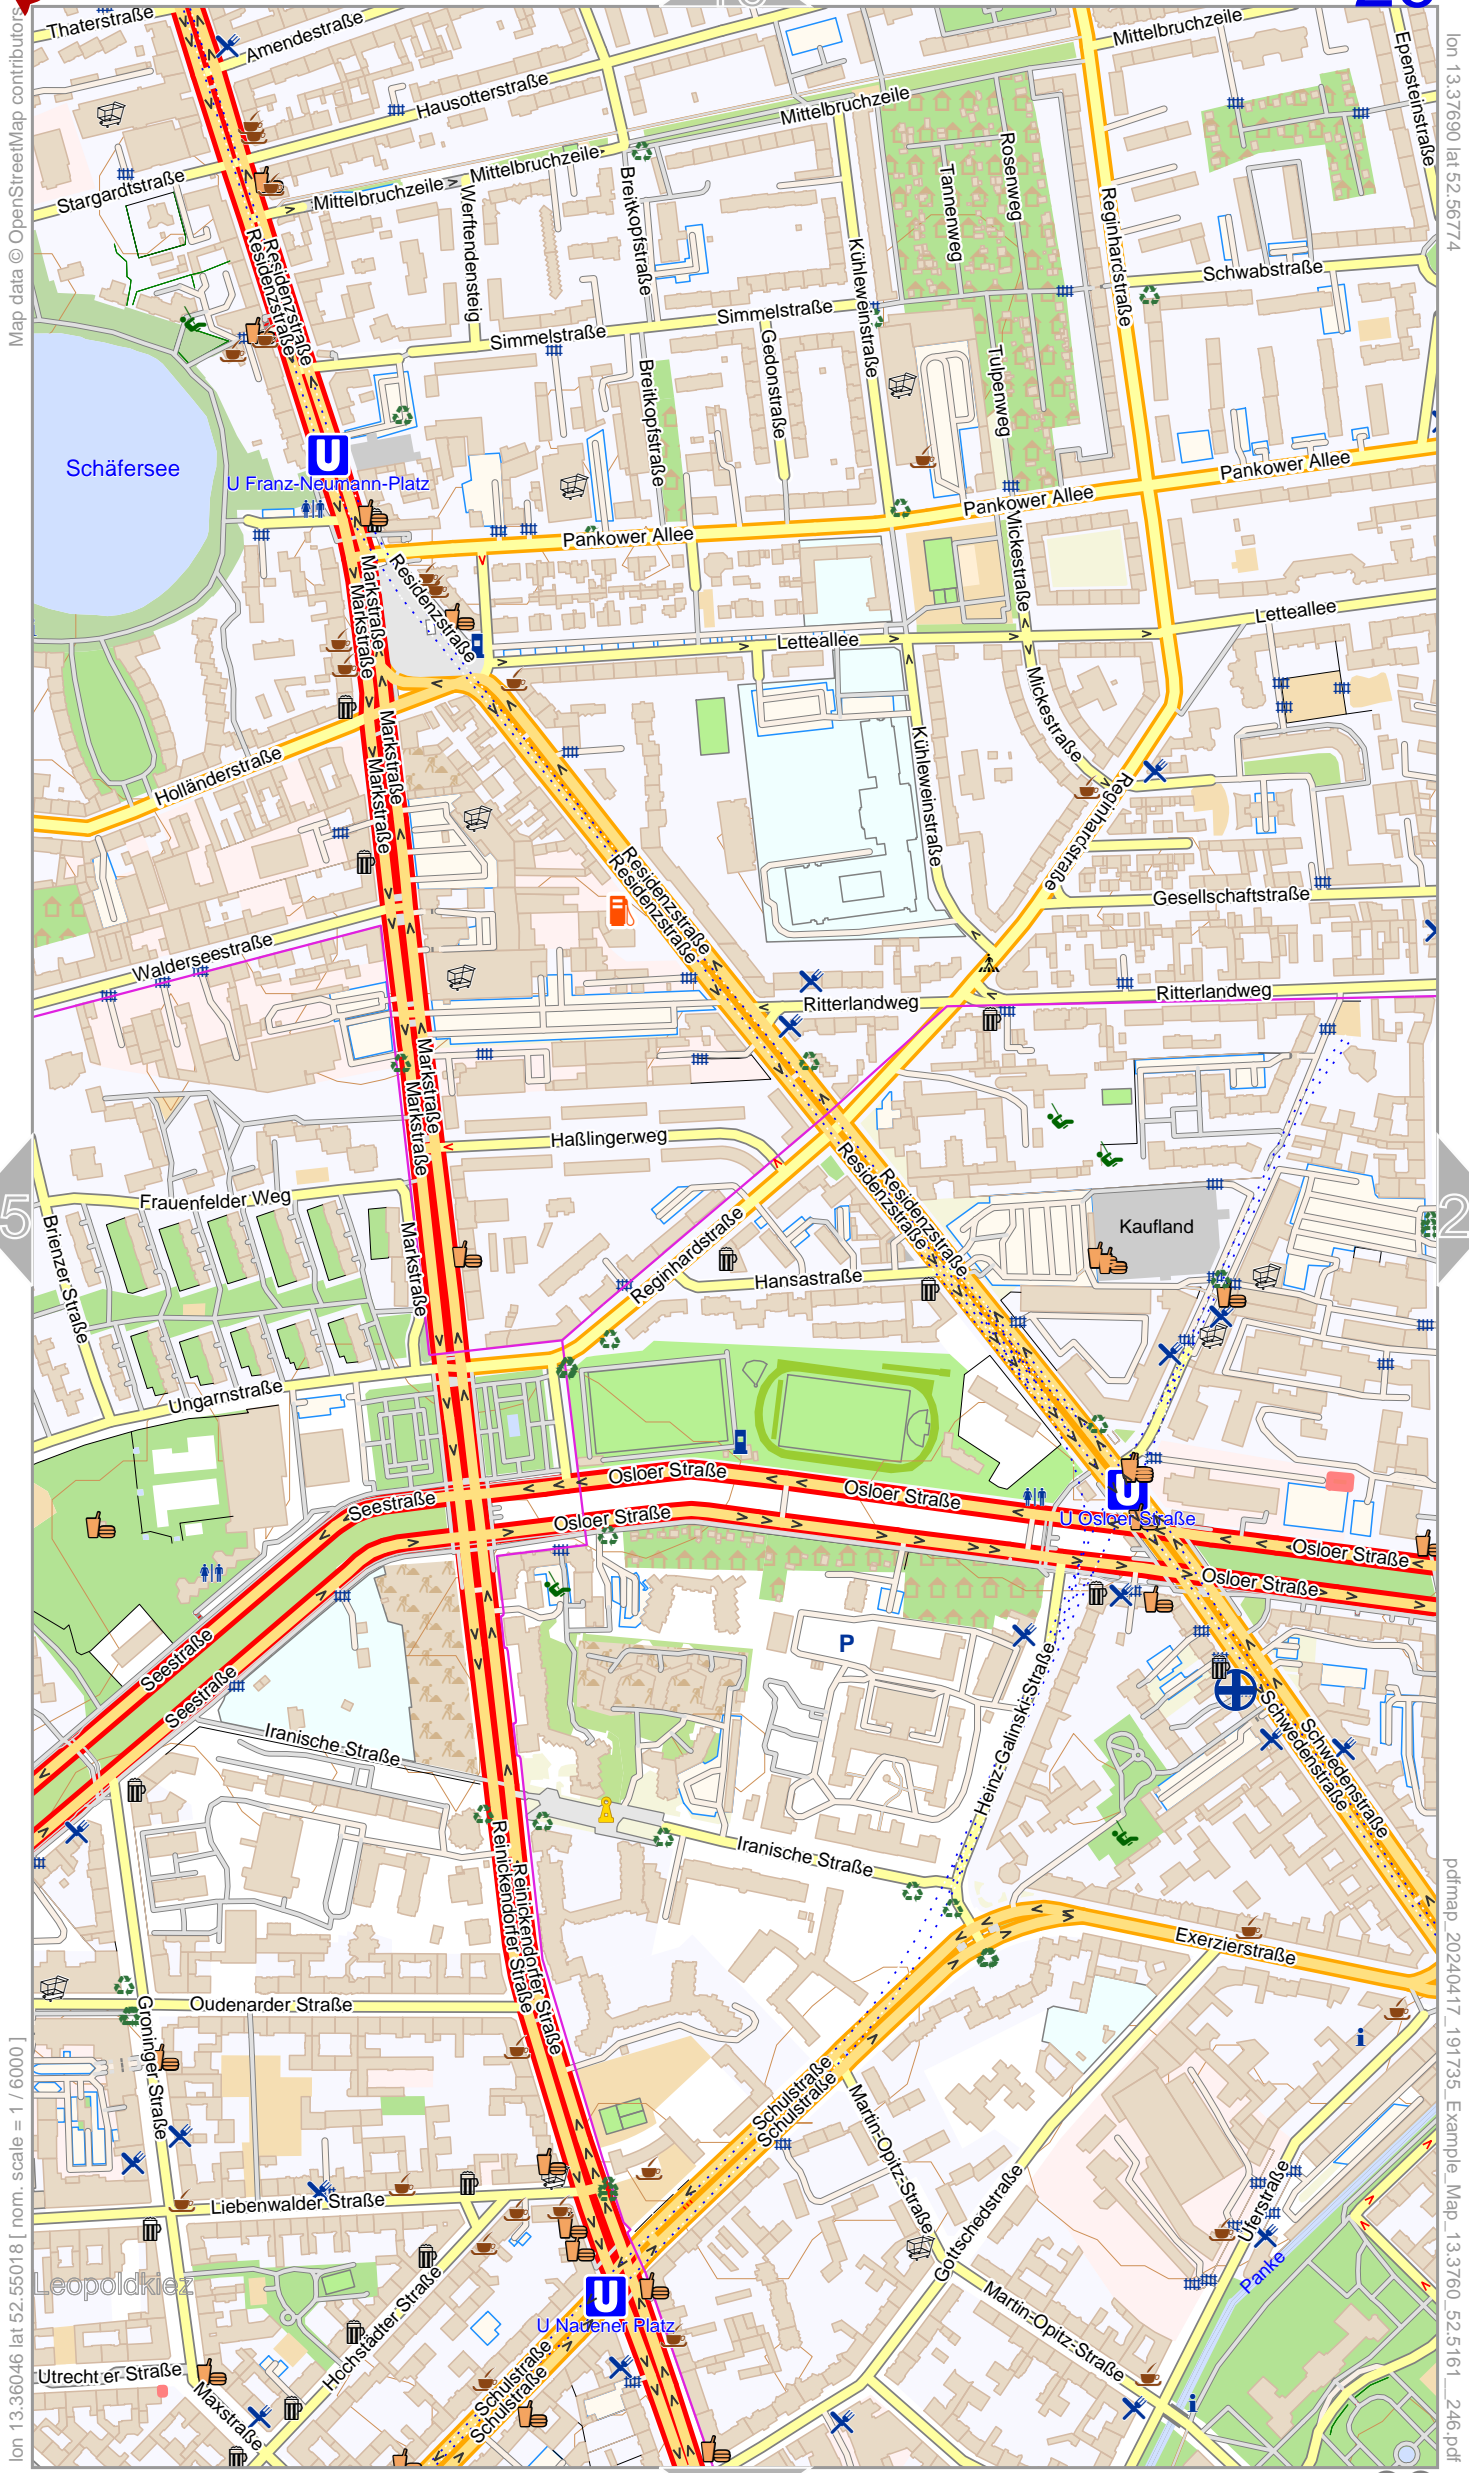 Map data © OpenStreetMap contributors
lon 13.37690 lat 52.56774
Thaterstraße
Amendestraße
Mittelbruchzeile
Epensteinstraße
Hausotterstraße
Mittelbruchzeile
Mittelbruchzeile
Mittelbruchzeile
Stargardtstraße
Werftendensteig
Breitkopfstraße
Kühleweinstraße
Tannenweg
Rosenweg
Reginhardstraße
Schwabstraße
Residenzstraße
Residenzstraße
Simmelstraße
Simmelstraße
Gedonstraße
Breitkopfstraße
Tulpenweg
Schäfersee
U
U Franz-Neumann-Platz
Pankower Allee
Pankower Allee
Pankower Allee
Mickestraße
Residenzstraße
Markstraße
Markstraße
Letteallee
Letteallee
Mickestraße
Holländerstraße
Markstraße
Markstraße
Kühleweinstraße
Reginhardstraße
Residenzstraße
Residenzstraße
Gesellschaftstraße
Walderseestraße
Ritterlandweg
Ritterlandweg
Markstraße
Markstraße
Haßlingerweg
Residenzstraße
Residenzstraße
5
2
Frauenfelder Weg
Brienzer Straße
Markstraße
Reginhardstraße
Hansastraße
Kaufland
Ungarnstraße
Seestraße
Osloer Straße
Osloer Straße
Osloer Straße
U
U Osloer Straße
Osloer Straße
Osloer Straße
Seestraße
Seestraße
P
Heinz-Galinski-Straße
Schwedenstraße
Schwedenstraße
Iranische Straße
Iranische Straße
Reinickendorfer Straße
Reinickendorfer Straße
Exerzierstraße
Oudenarder Straße
Groninger Straße
Schulstraße
Schulstraße
Martin-Opitz-Straße
Gottschedstraße
Uferstraße
Panke
Liebenwalder Straße
Leopoldkiez
Hochstädter Straße
U
U Nauener Platz
Martin-Opitz-Straße
Utrecht er Straße
Maxstraße
Schulstraße
Schulstraße
lon 13.36046 lat 52.55018 [ nom. scale = 1 / 6000 ]
pdfmap_20240417_191735_Example_Map_13.3760_52.5161__246.pdf